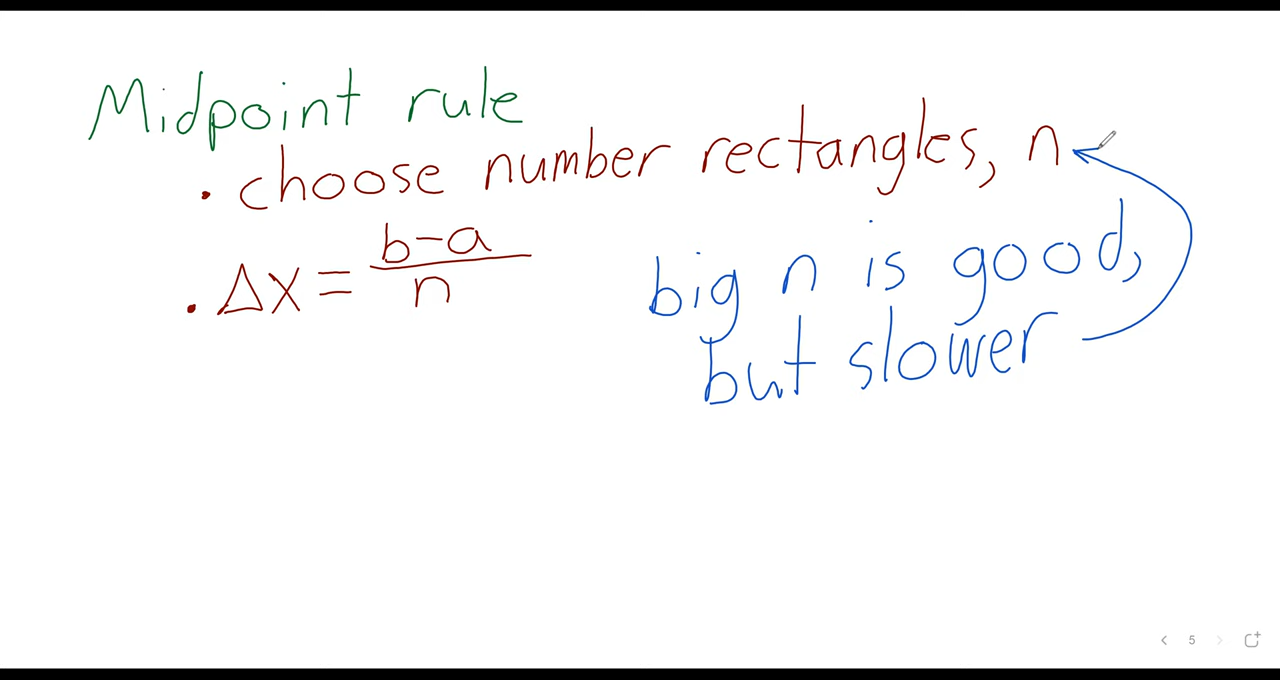 Midpoint rule
• choose number rectangles, n
• Δx = b-a / n
big n is good,
but slower
5